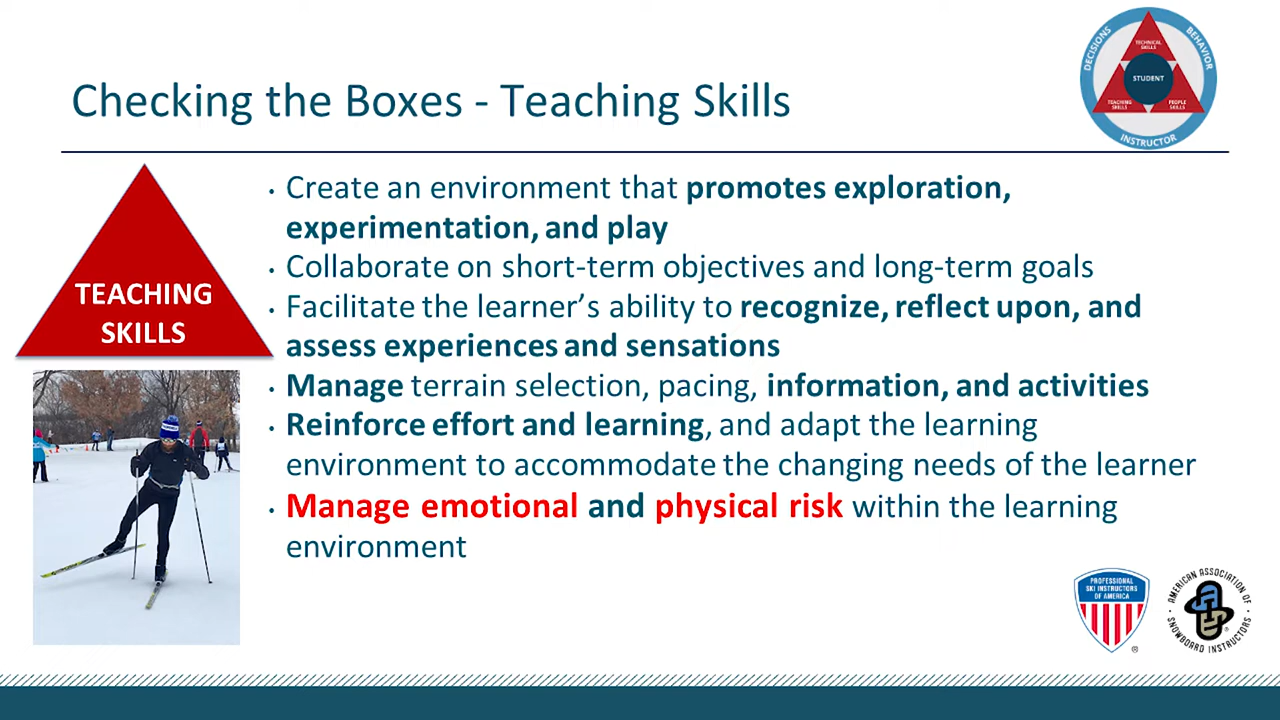 Checking the Boxes - Teaching Skills
DECISIONS
BEHAVIOR
TECHNICAL
SKILLS
STUDENT
TEACHING
SKILLS
PEOPLE
SKILLS
INSTRUCTOR
TEACHING
SKILLS
• Create an environment that promotes exploration,
experimentation, and play
• Collaborate on short-term objectives and long-term goals
• Facilitate the learner’s ability to recognize, reflect upon, and
assess experiences and sensations
• Manage terrain selection, pacing, information, and activities
• Reinforce effort and learning, and adapt the learning
environment to accommodate the changing needs of the learner
• Manage emotional and physical risk within the learning
environment
PROFESSIONAL
SKI INSTRUCTORS
OF AMERICA
®
AMERICAN ASSOCIATION OF
SNOWBOARD INSTRUCTORS
®